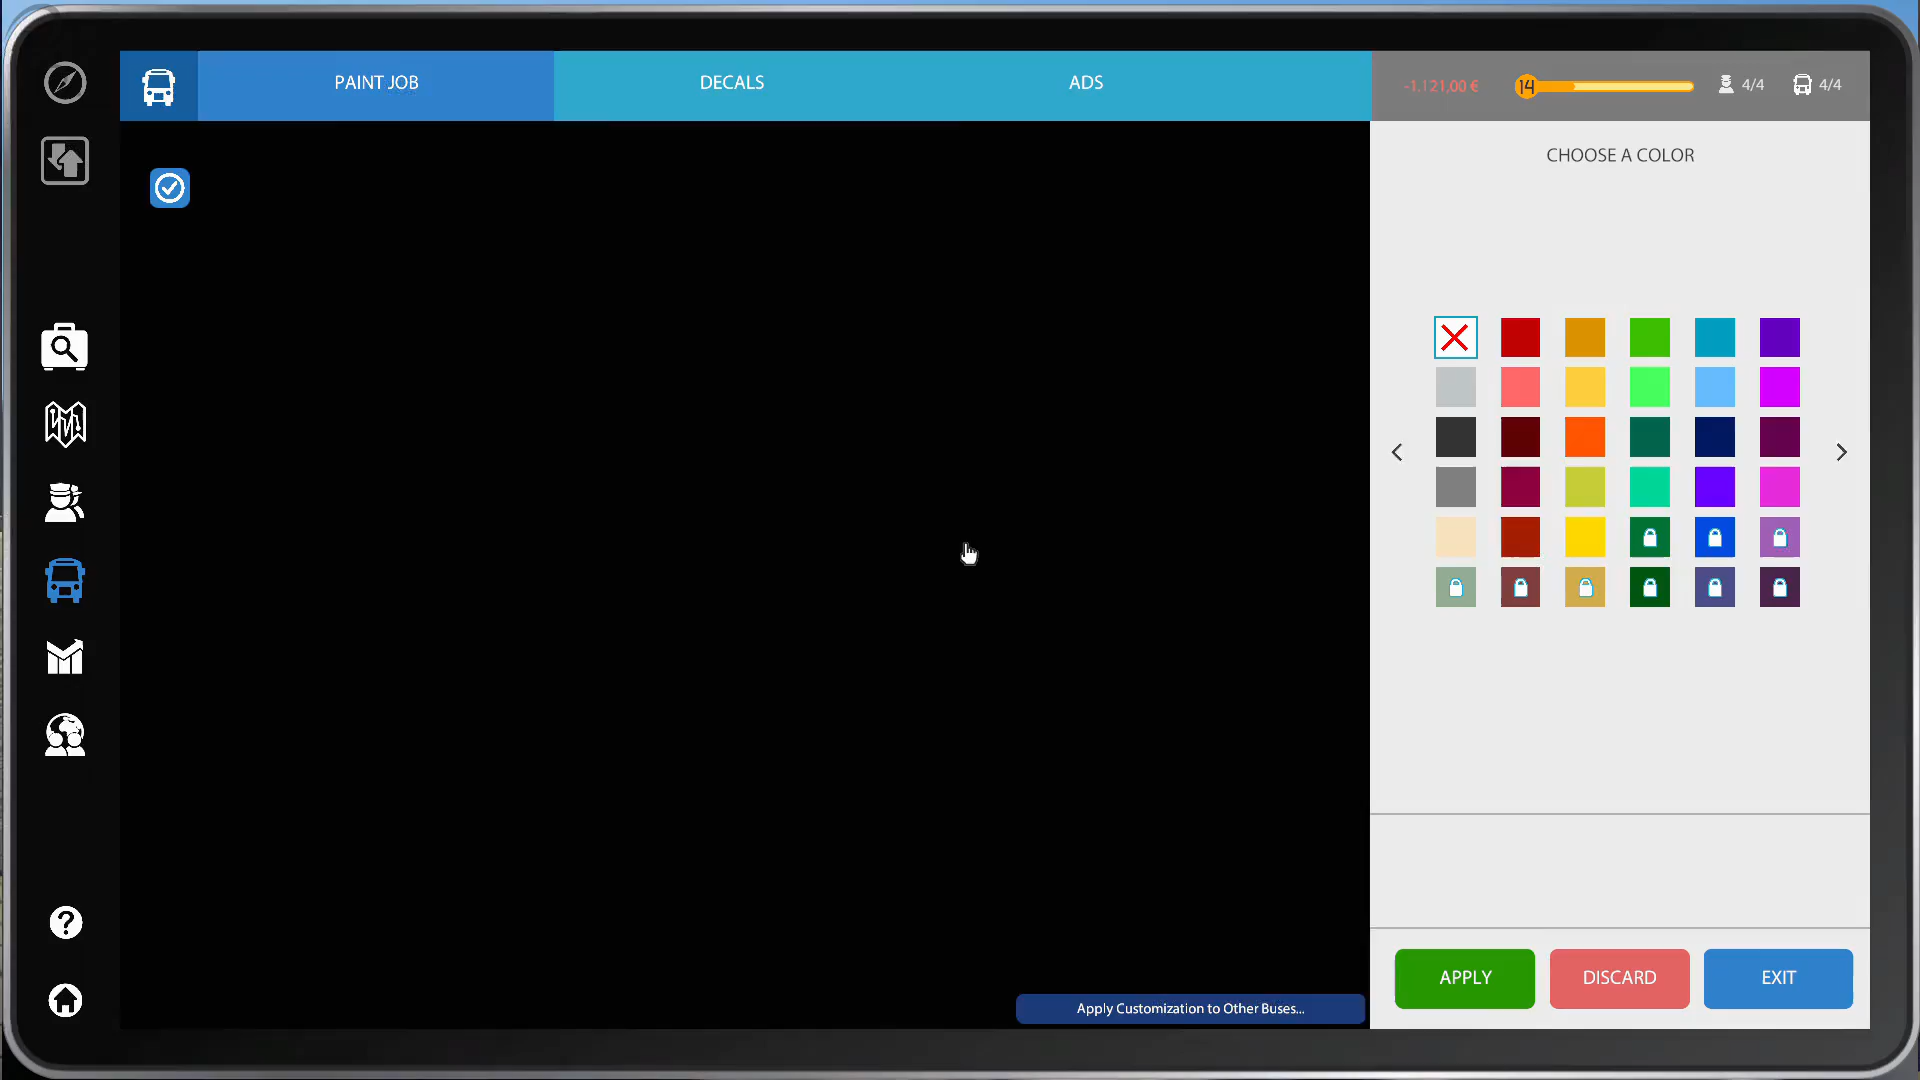 PAINT JOB
DECALS
ADS
-1.121,00 €
14
4/4
4/4
CHOOSE A COLOR
APPLY
DISCARD
EXIT
Apply Customization to Other Buses...